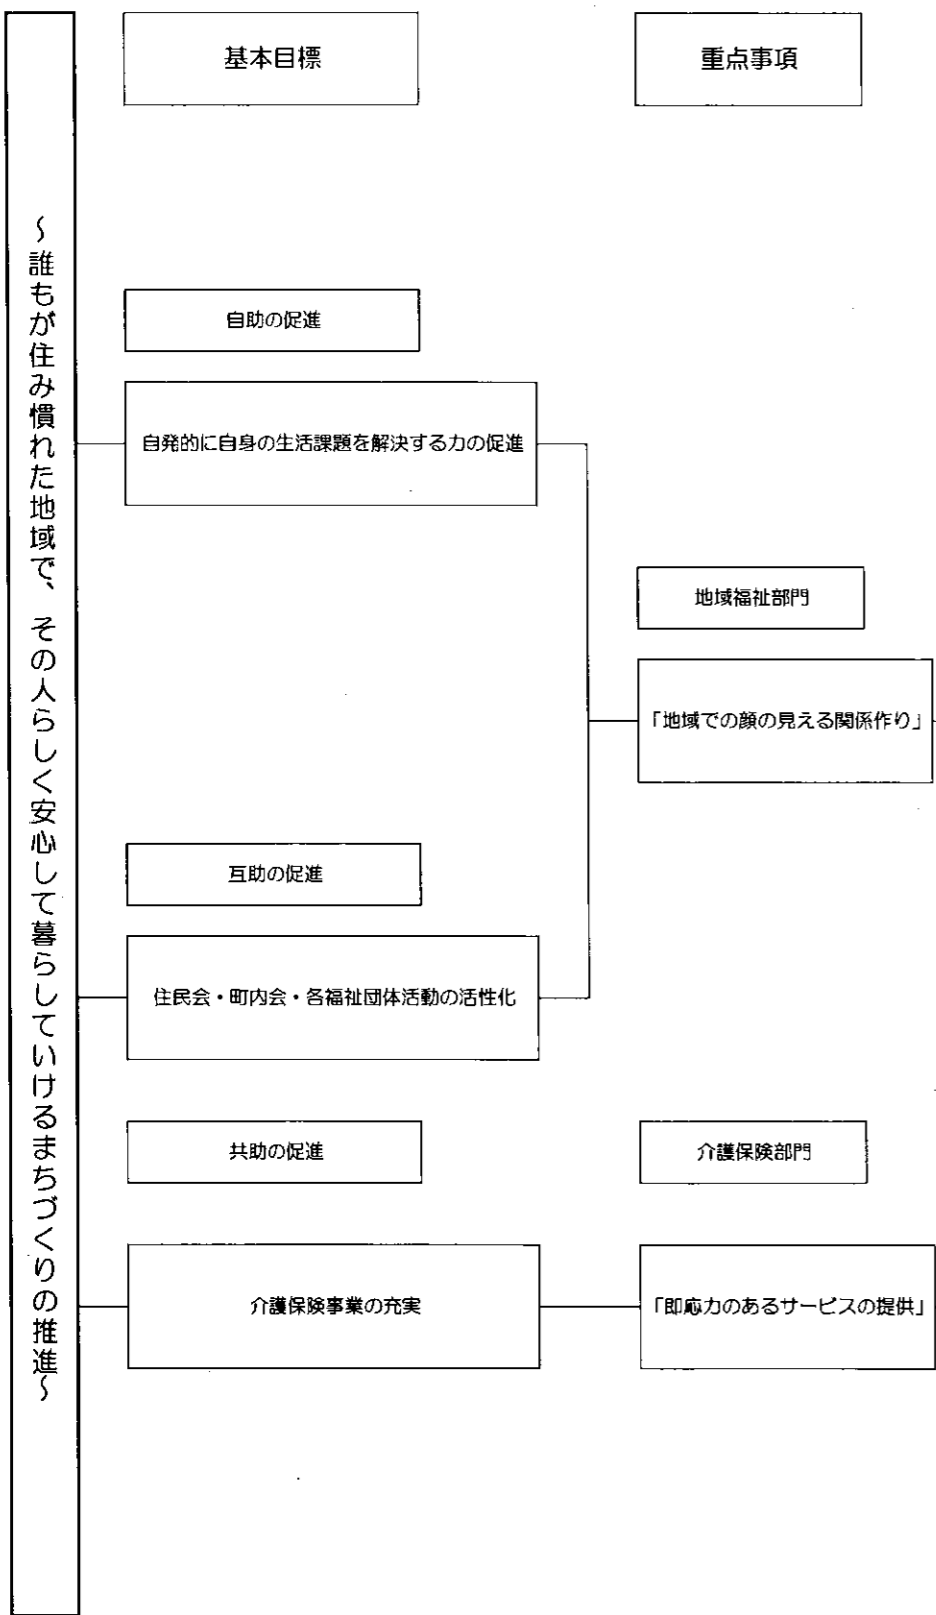 ～誰もが住み慣れた地域で、その人らしく安心して暮らしていけるまちづくりの推進～
基本目標
重点事項
自助の促進
自発的に自身の生活課題を解決する力の促進
地域福祉部門
「地域での顔の見える関係作り」
互助の促進
住民会・町内会・各福祉団体活動の活性化
共助の促進
介護保険部門
介護保険事業の充実
「即応力のあるサービスの提供」